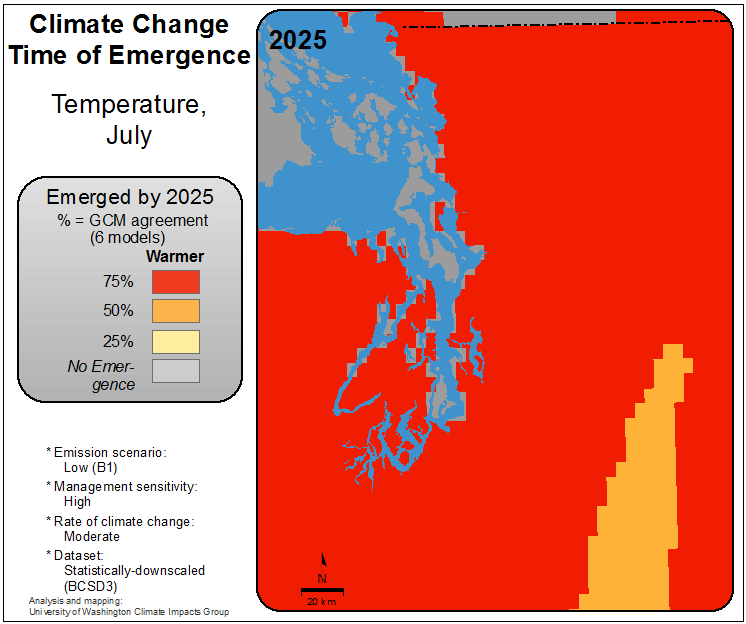 Climate Change
Time of Emergence
Temperature,
July
Emerged by 2025
% = GCM agreement
(6 models)
Warmer
75%
50%
25%
No Emer-
gence
* Emission scenario:
Low (B1)
* Management sensitivity:
High
* Rate of climate change:
Moderate
* Dataset:
Statistically-downscaled
(BCSD3)
Analysis and mapping:
University of Washington Climate Impacts Group
2025
N
20 km